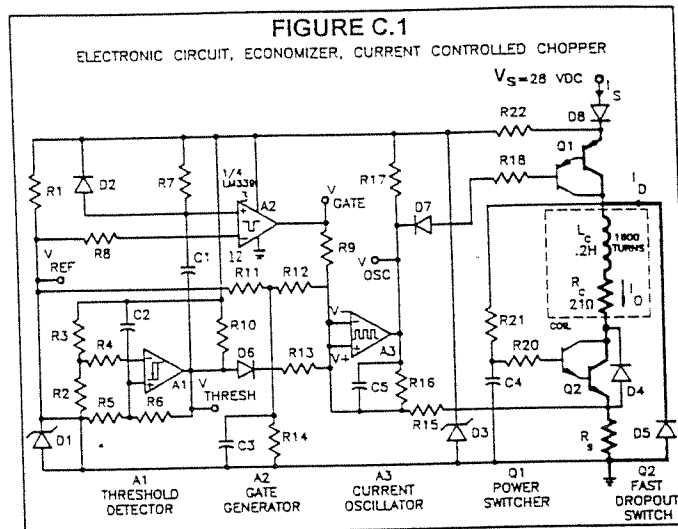 FIGURE C.1
ELECTRONIC CIRCUIT, ECONOMIZER, CURRENT CONTROLLED CHOPPER
VS=28 VDC
IS
D8
R22
Q1
R18
R1
D2
R7
1/4
LM339
3
A2
V GATE
R17
D7
ID
R8
12
R9
V REF
C1
V OSC
LC
.2H
1800
TURNS
RC
21Ω
IO
COIL
R11
R12
R3
C2
R4
R10
V-
V+
A3
R21
R20
R2
A1
D6
R13
C5
R16
C4
Q2
D4
R5
R6
V THRESH
R15
D1
C3
R14
D3
RS
D5
A1
THRESHOLD
DETECTOR
A2
GATE
GENERATOR
A3
CURRENT
OSCILLATOR
Q1
POWER
SWITCHER
Q2
FAST
DROPOUT
SWITCH